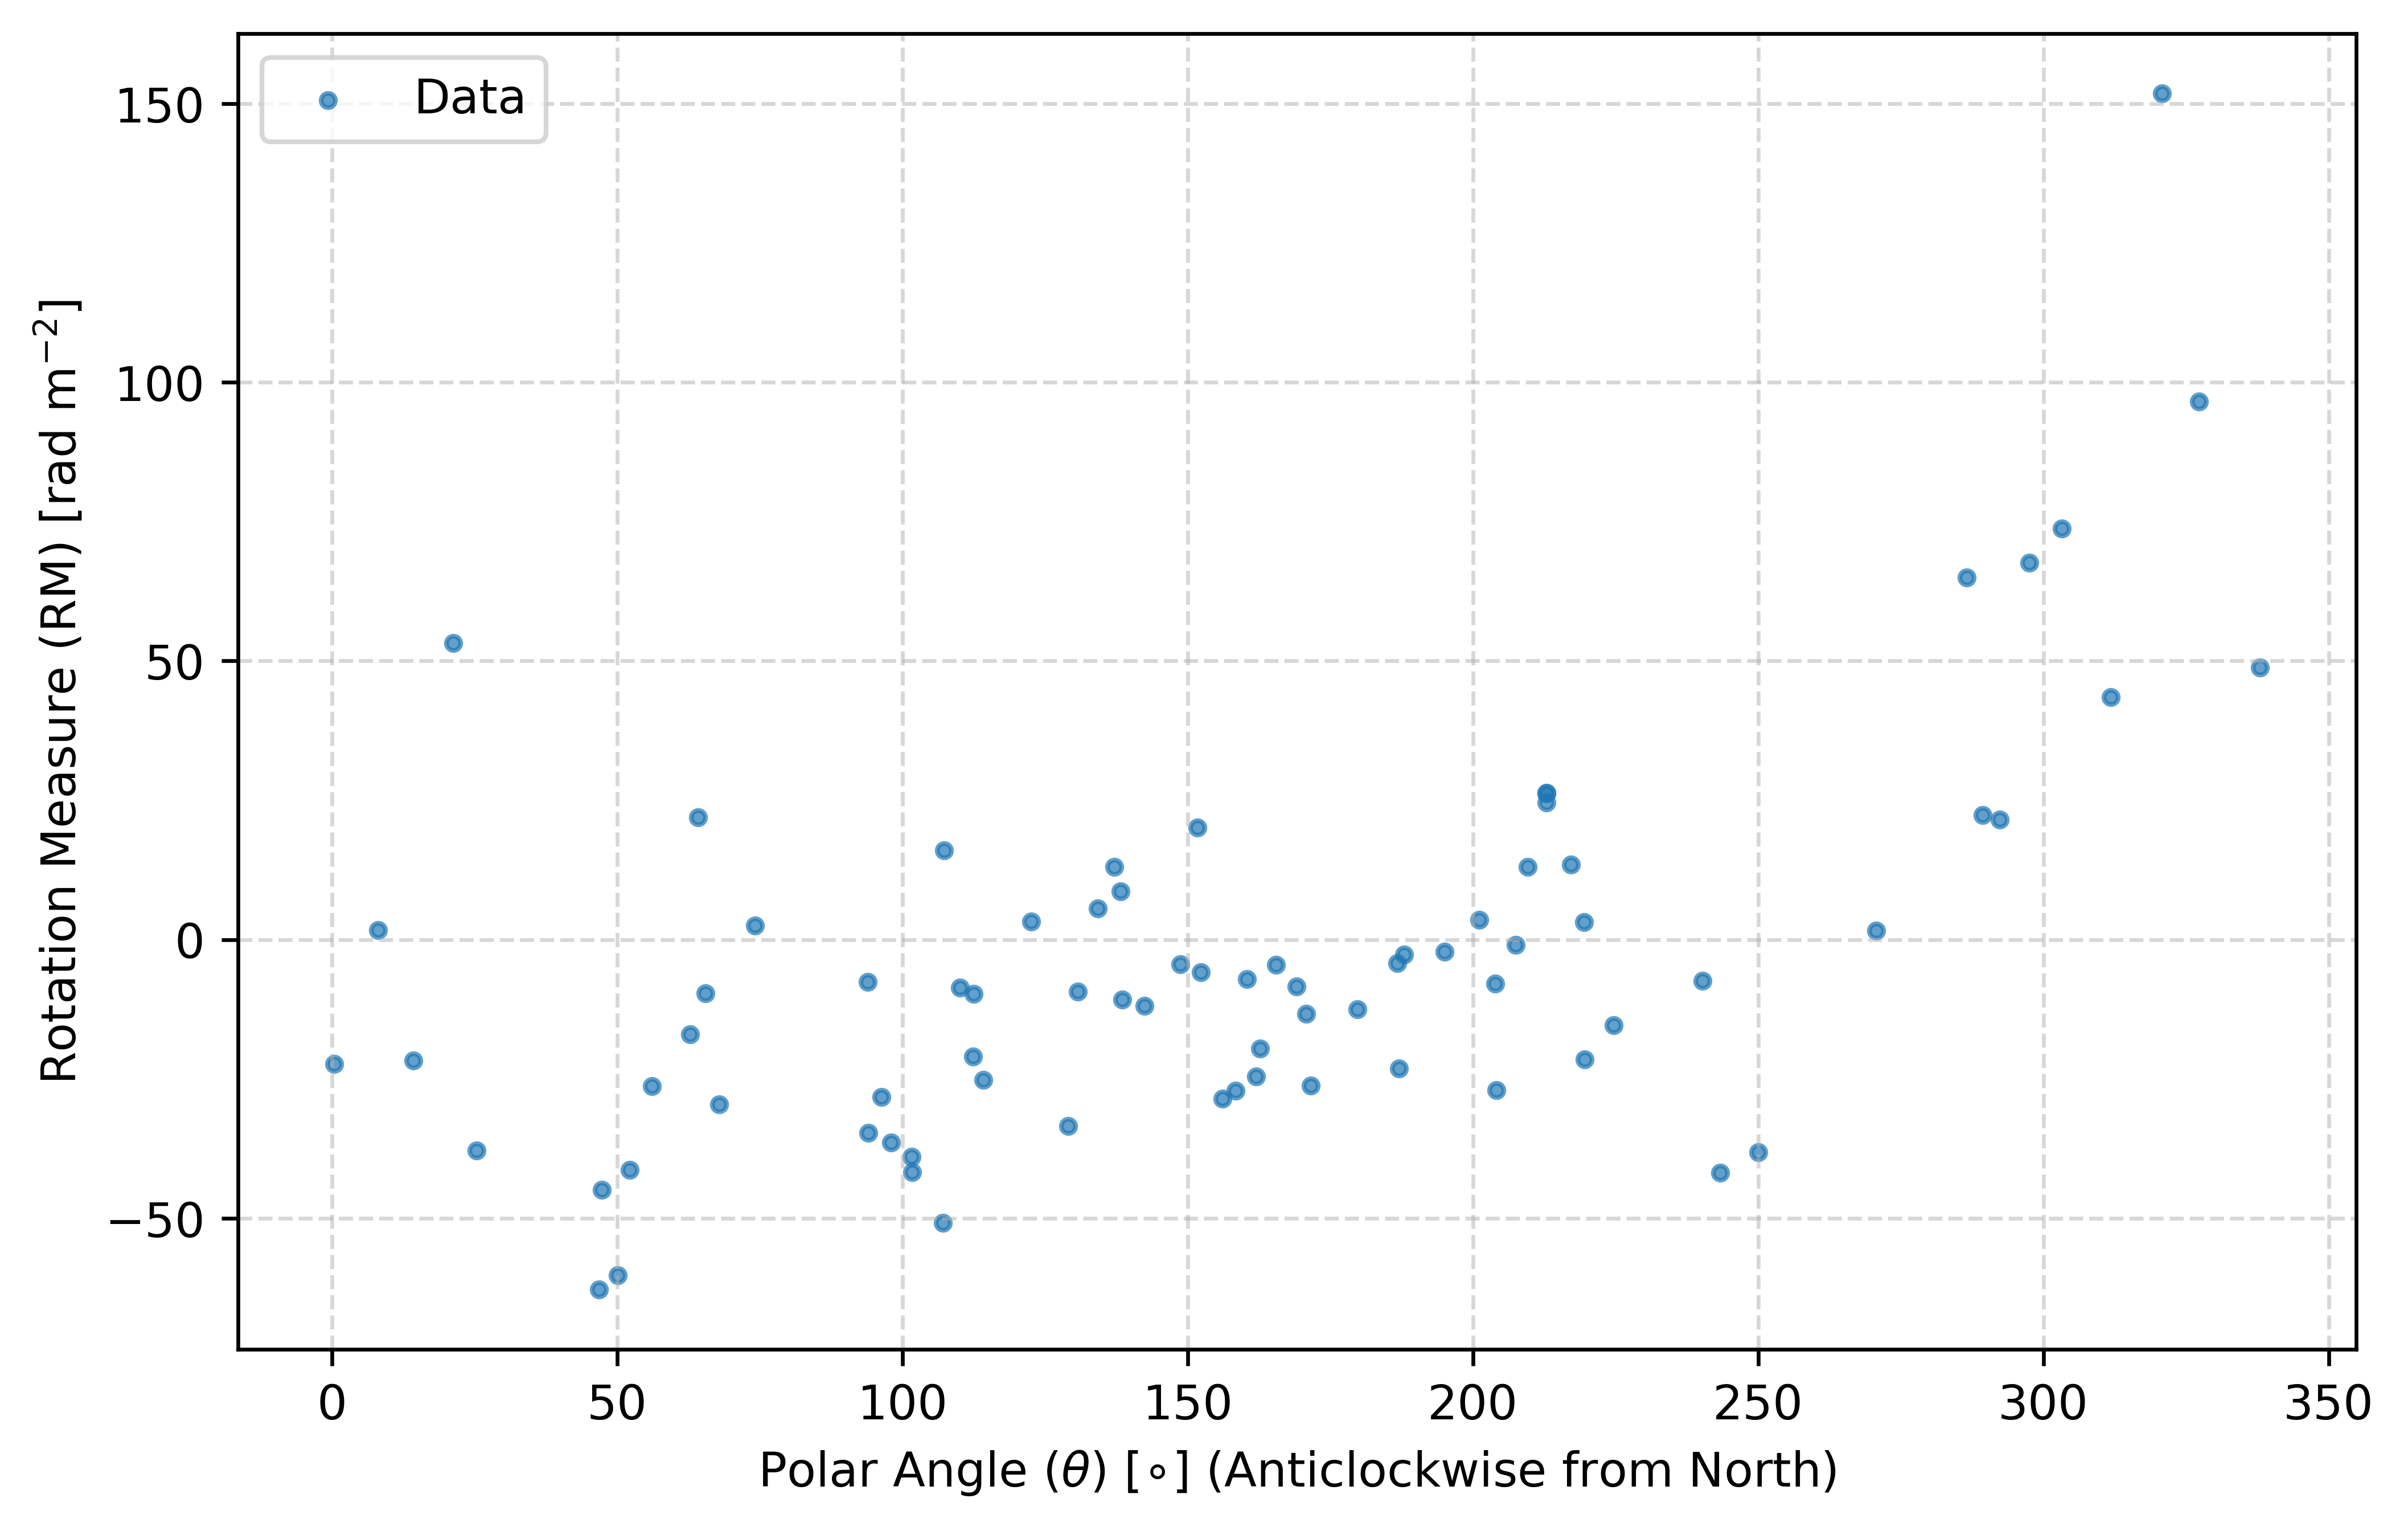 Data
150
100
50
0
−50
Rotation Measure (RM) [rad m⁻²]
0 50 100 150 200 250 300 350
Polar Angle (θ) [∘] (Anticlockwise from North)